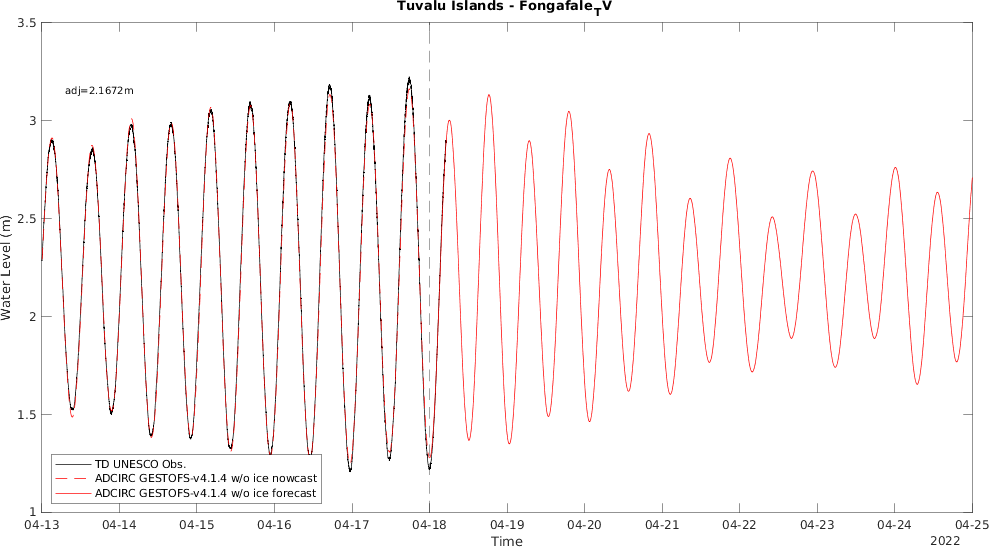 Tuvalu Islands - Fongafale_TV
3.5
adj=2.1672m
3
2.5
Water Level (m)
2
1.5
TD UNESCO Obs.
ADCIRC GESTOFS-v4.1.4 w/o ice nowcast
ADCIRC GESTOFS-v4.1.4 w/o ice forecast
1
04-13 04-14 04-15 04-16 04-17 04-18 04-19 04-20 04-21 04-22 04-23 04-24 04-25
Time
2022